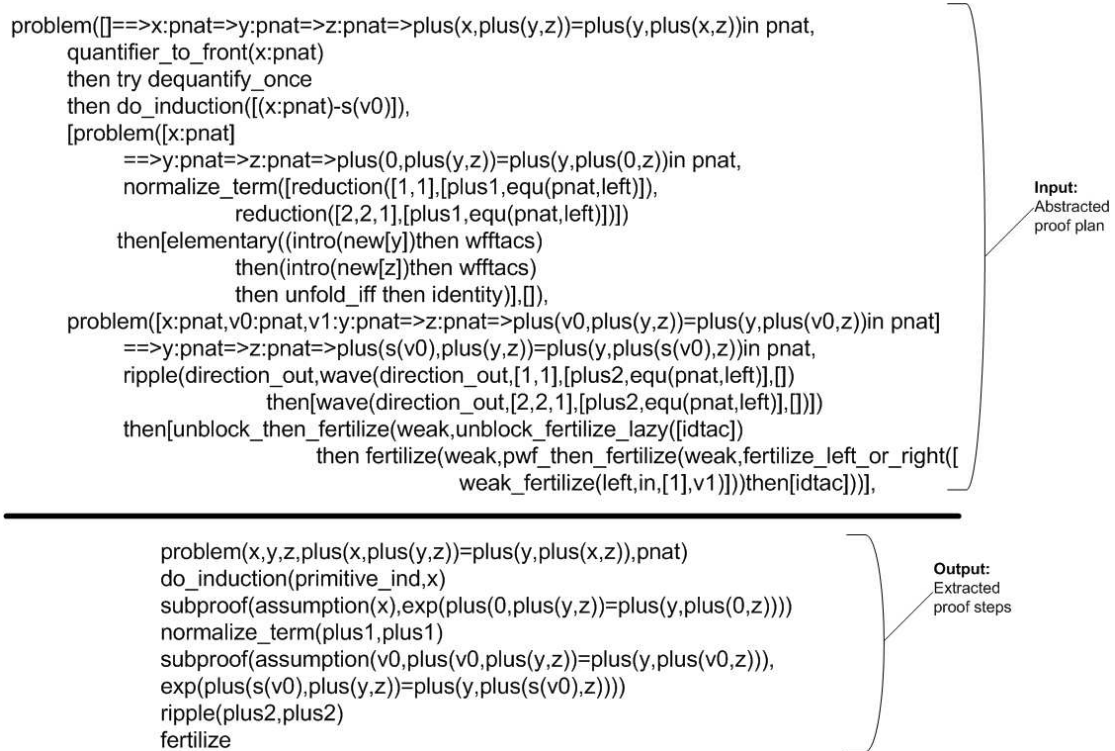 problem([]==>x:pnat=>y:pnat=>z:pnat=>plus(x,plus(y,z))=plus(y,plus(x,z))in pnat,
quantifier_to_front(x:pnat)
then try dequantify_once
then do_induction([(x:pnat)-s(v0)]),
[problem([x:pnat]
==>y:pnat=>z:pnat=>plus(0,plus(y,z))=plus(y,plus(0,z))in pnat,
normalize_term([reduction([1,1],[plus1,equ(pnat,left)]),
reduction([2,2,1],[plus1,equ(pnat,left)])])
then[elementary((intro(new[y])then wfftacs)
then(intro(new[z])then wfftacs)
then unfold_iff then identity)],[]),
problem([x:pnat,v0:pnat,v1:y:pnat=>z:pnat=>plus(v0,plus(y,z))=plus(y,plus(v0,z))in pnat]
==>y:pnat=>z:pnat=>plus(s(v0),plus(y,z))=plus(y,plus(s(v0),z))in pnat,
ripple(direction_out,wave(direction_out,[1,1],[plus2,equ(pnat,left)],[])
then[wave(direction_out,[2,2,1],[plus2,equ(pnat,left)],[])])
then[unblock_then_fertilize(weak,unblock_fertilize_lazy([idtac])
then fertilize(weak,pwf_then_fertilize(weak,fertilize_left_or_right([
weak_fertilize(left,in,[1],v1)]))then[idtac]))],
Input:
Abstracted
proof plan
problem(x,y,z,plus(x,plus(y,z))=plus(y,plus(x,z)),pnat)
do_induction(primitive_ind,x)
subproof(assumption(x),exp(plus(0,plus(y,z))=plus(y,plus(0,z))))
normalize_term(plus1,plus1)
subproof(assumption(v0,plus(v0,plus(y,z))=plus(y,plus(v0,z))),
exp(plus(s(v0),plus(y,z))=plus(y,plus(s(v0),z))))
ripple(plus2,plus2)
fertilize
Output:
Extracted
proof steps